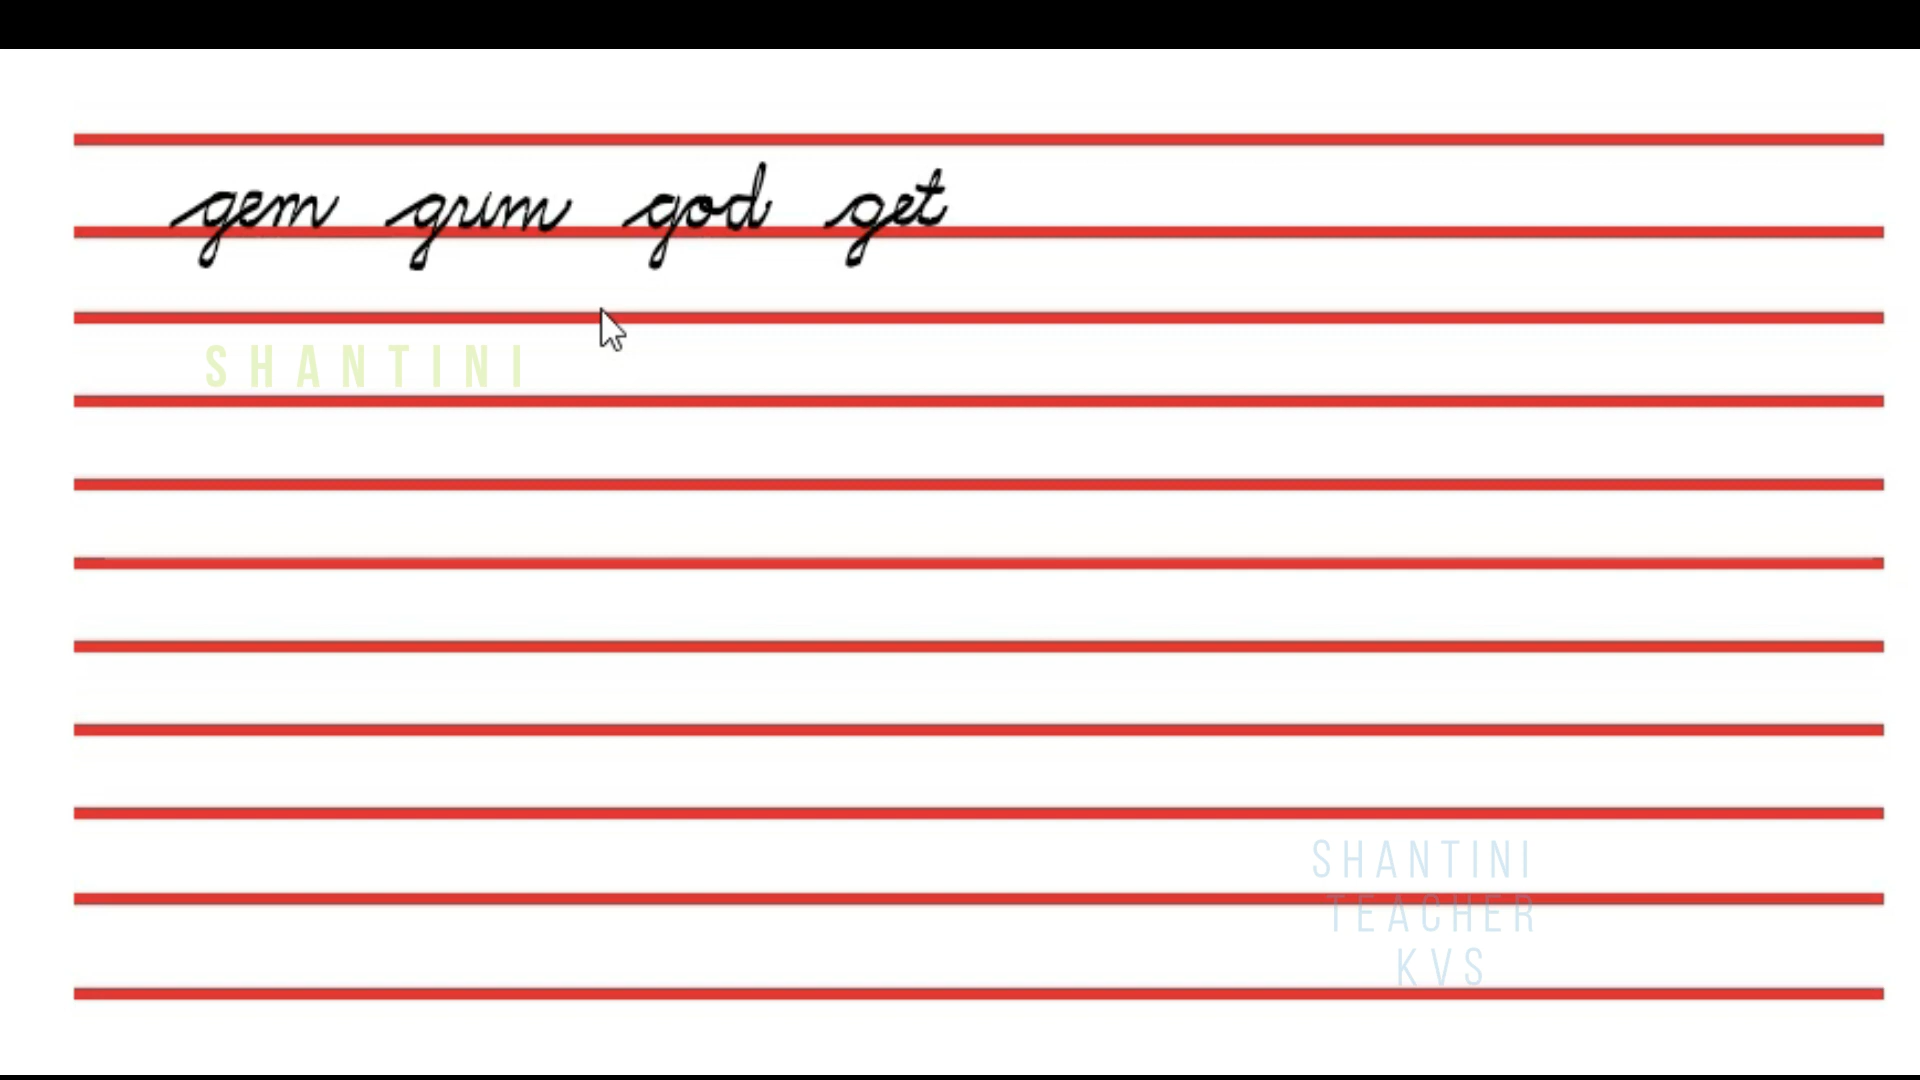 gem grim god get
SHANTINI
SHANTINI
TEACHER
KVS